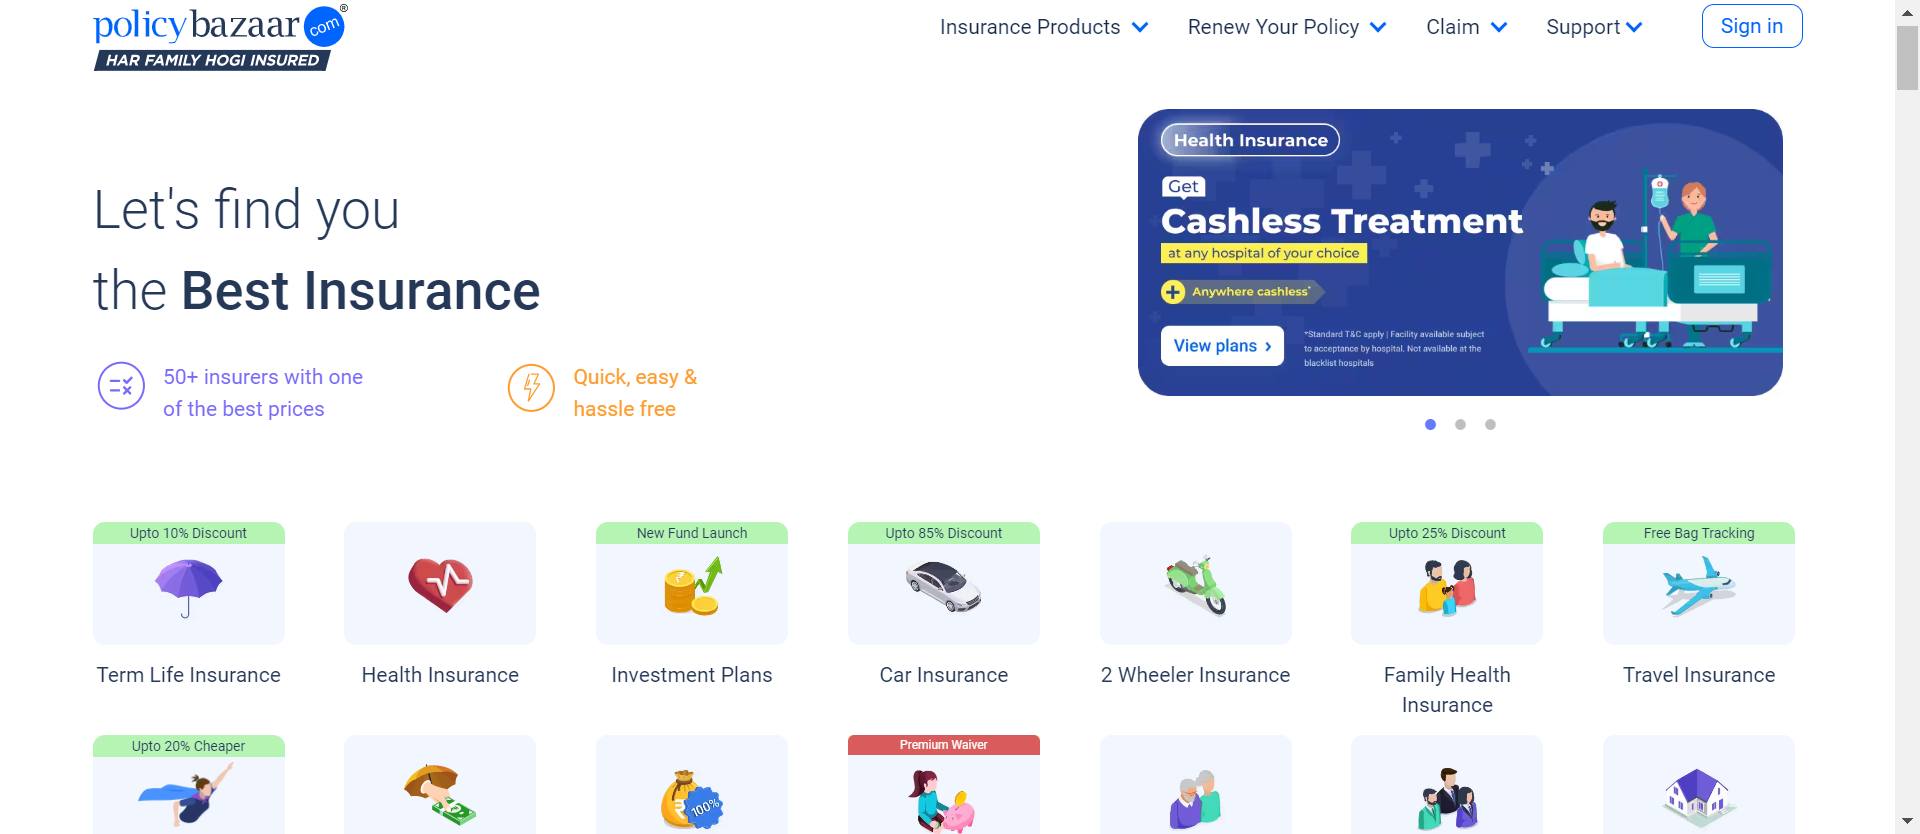 policybazaar com ®
HAR FAMILY HOGI INSURED
Insurance Products
Renew Your Policy
Claim
Support
Sign in
Let's find you
the Best Insurance
50+ insurers with one
of the best prices
Quick, easy &
hassle free
Health Insurance
Get
Cashless Treatment
at any hospital of your choice
Anywhere cashless*
View plans ›
*Standard T&C apply | Facility available subject
to acceptance by hospital. Not available at the
blacklist hospitals
Upto 10% Discount
Term Life Insurance
Health Insurance
New Fund Launch
Investment Plans
Upto 85% Discount
Car Insurance
2 Wheeler Insurance
Upto 25% Discount
Family Health
Insurance
Free Bag Tracking
Travel Insurance
Upto 20% Cheaper
₹ 100%
Premium Waiver